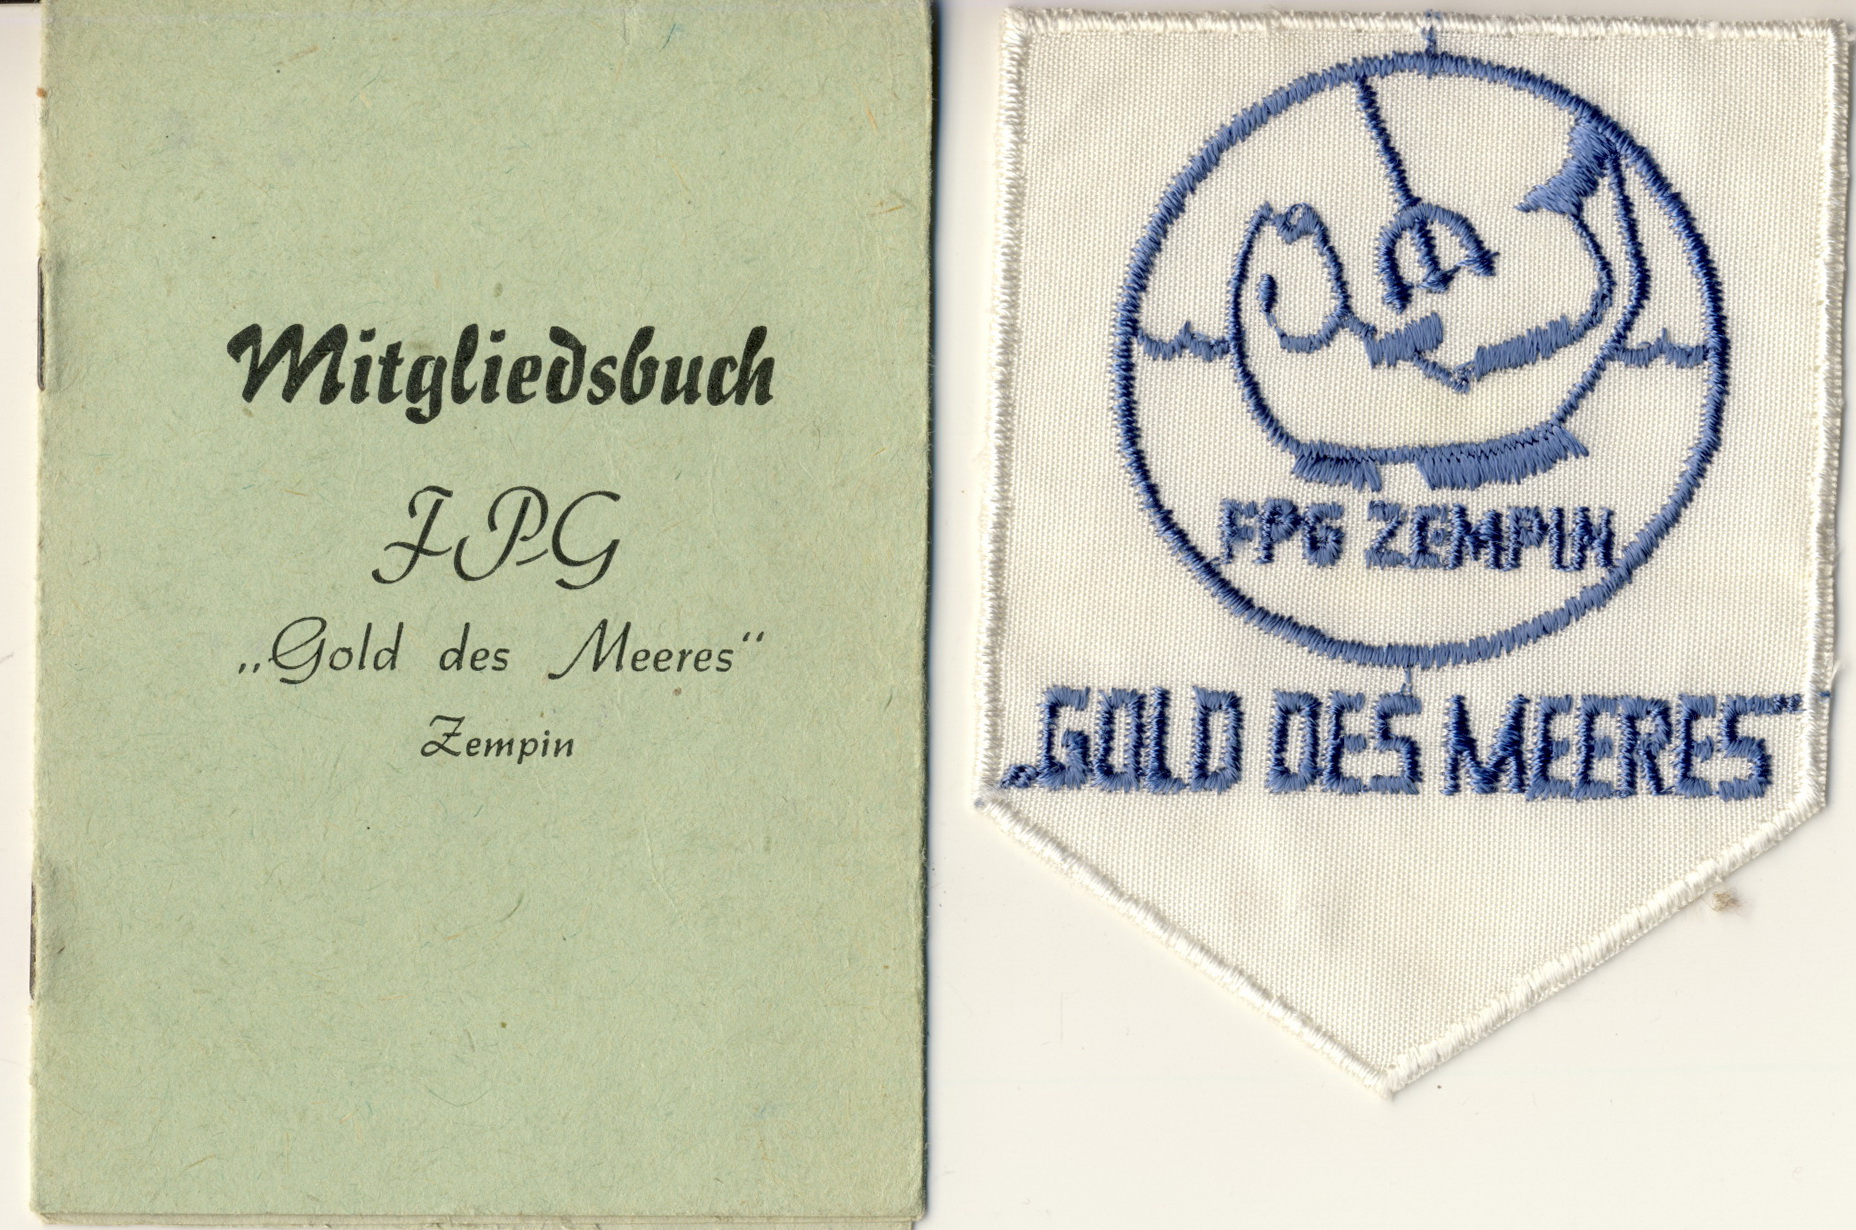 Mitgliedsbuch
FPG
„Gold des Meeres“
Zempin
FPG ZEMPIN
„GOLD DES MEERES“